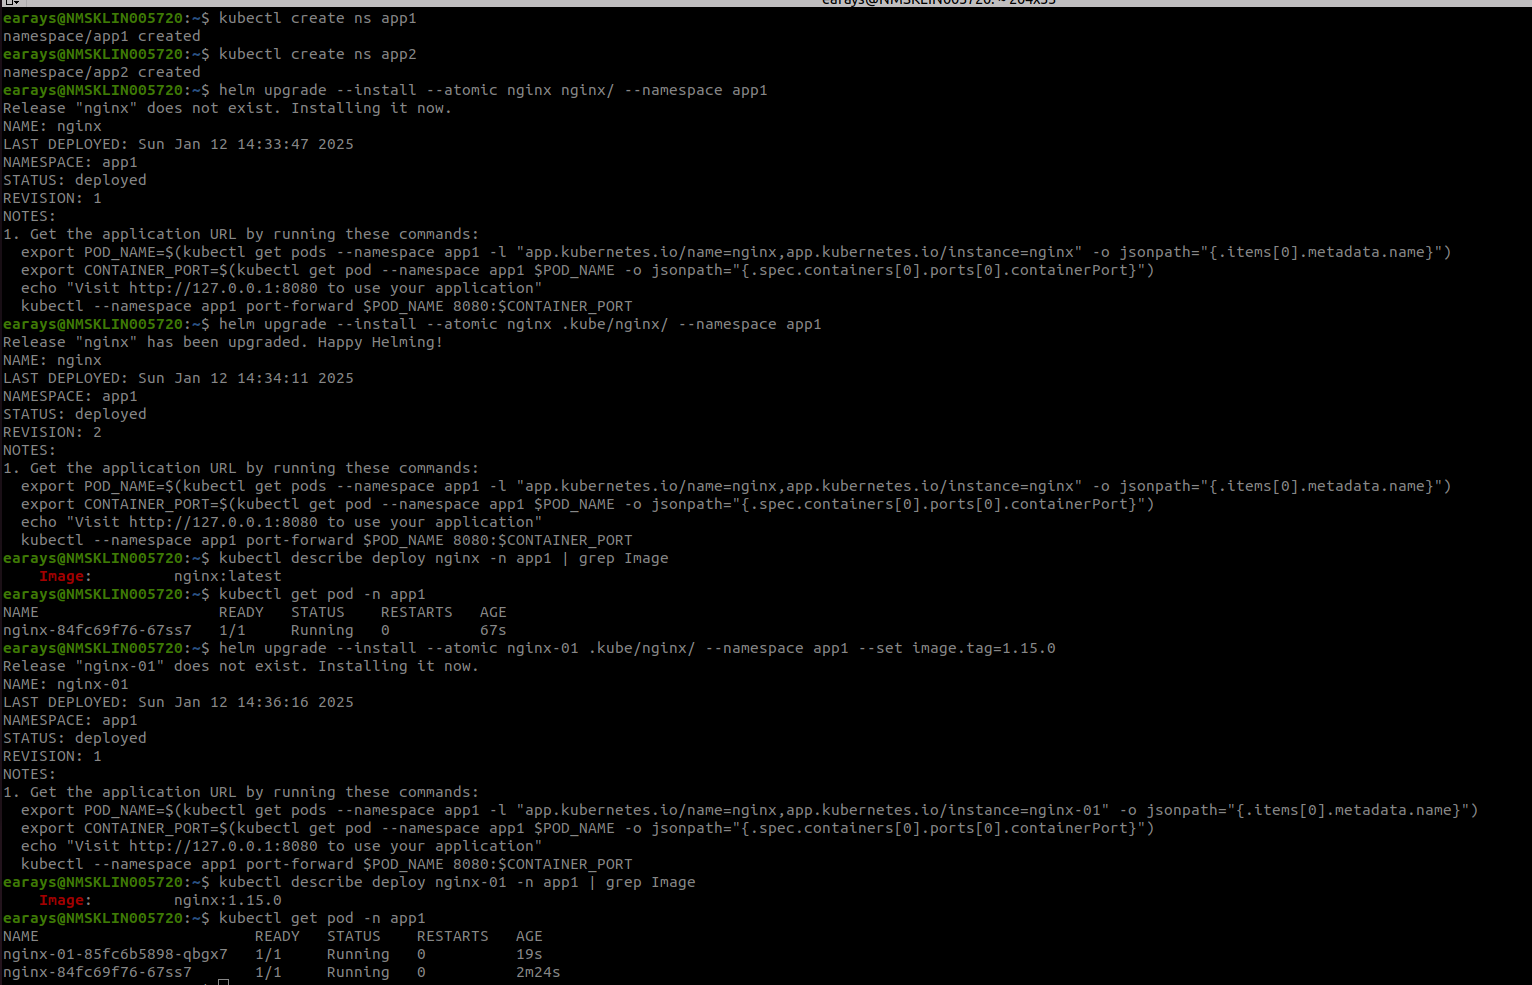 earays@NMSKLIN005720:~$ kubectl create ns app1
namespace/app1 created
earays@NMSKLIN005720:~$ kubectl create ns app2
namespace/app2 created
earays@NMSKLIN005720:~$ helm upgrade --install --atomic nginx nginx/ --namespace app1
Release "nginx" does not exist. Installing it now.
NAME: nginx
LAST DEPLOYED: Sun Jan 12 14:33:47 2025
NAMESPACE: app1
STATUS: deployed
REVISION: 1
NOTES:
1. Get the application URL by running these commands:
  export POD_NAME=$(kubectl get pods --namespace app1 -l "app.kubernetes.io/name=nginx,app.kubernetes.io/instance=nginx" -o jsonpath="{.items[0].metadata.name}")
  export CONTAINER_PORT=$(kubectl get pod --namespace app1 $POD_NAME -o jsonpath="{.spec.containers[0].ports[0].containerPort}")
  echo "Visit http://127.0.0.1:8080 to use your application"
  kubectl --namespace app1 port-forward $POD_NAME 8080:$CONTAINER_PORT
earays@NMSKLIN005720:~$ helm upgrade --install --atomic nginx .kube/nginx/ --namespace app1
Release "nginx" has been upgraded. Happy Helming!
NAME: nginx
LAST DEPLOYED: Sun Jan 12 14:34:11 2025
NAMESPACE: app1
STATUS: deployed
REVISION: 2
NOTES:
1. Get the application URL by running these commands:
  export POD_NAME=$(kubectl get pods --namespace app1 -l "app.kubernetes.io/name=nginx,app.kubernetes.io/instance=nginx" -o jsonpath="{.items[0].metadata.name}")
  export CONTAINER_PORT=$(kubectl get pod --namespace app1 $POD_NAME -o jsonpath="{.spec.containers[0].ports[0].containerPort}")
  echo "Visit http://127.0.0.1:8080 to use your application"
  kubectl --namespace app1 port-forward $POD_NAME 8080:$CONTAINER_PORT
earays@NMSKLIN005720:~$ kubectl describe deploy nginx -n app1 | grep Image
    Image:         nginx:latest
earays@NMSKLIN005720:~$ kubectl get pod -n app1
NAME                    READY   STATUS    RESTARTS   AGE
nginx-84fc69f76-67ss7   1/1     Running   0          67s
earays@NMSKLIN005720:~$ helm upgrade --install --atomic nginx-01 .kube/nginx/ --namespace app1 --set image.tag=1.15.0
Release "nginx-01" does not exist. Installing it now.
NAME: nginx-01
LAST DEPLOYED: Sun Jan 12 14:36:16 2025
NAMESPACE: app1
STATUS: deployed
REVISION: 1
NOTES:
1. Get the application URL by running these commands:
  export POD_NAME=$(kubectl get pods --namespace app1 -l "app.kubernetes.io/name=nginx,app.kubernetes.io/instance=nginx-01" -o jsonpath="{.items[0].metadata.name}")
  export CONTAINER_PORT=$(kubectl get pod --namespace app1 $POD_NAME -o jsonpath="{.spec.containers[0].ports[0].containerPort}")
  echo "Visit http://127.0.0.1:8080 to use your application"
  kubectl --namespace app1 port-forward $POD_NAME 8080:$CONTAINER_PORT
earays@NMSKLIN005720:~$ kubectl describe deploy nginx-01 -n app1 | grep Image
    Image:         nginx:1.15.0
earays@NMSKLIN005720:~$ kubectl get pod -n app1
NAME                        READY   STATUS    RESTARTS   AGE
nginx-01-85fc6b5898-qbgx7   1/1     Running   0          19s
nginx-84fc69f76-67ss7       1/1     Running   0          2m24s